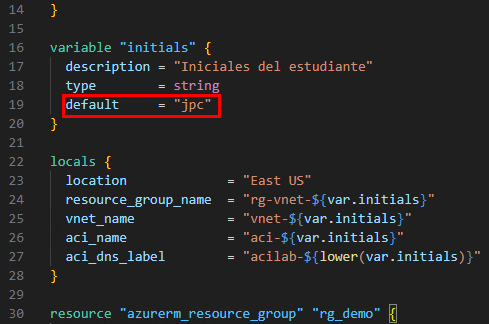 14 }
15
16 variable "initials" {
17   description = "Iniciales del estudiante"
18   type        = string
19   default     = "jpc"
20 }
21
22 locals {
23   location            = "East US"
24   resource_group_name = "rg-vnet-${var.initials}"
25   vnet_name           = "vnet-${var.initials}"
26   aci_name            = "aci-${var.initials}"
27   aci_dns_label       = "acilab-${lower(var.initials)}"
28 }
29
30 resource "azurerm_resource_group" "rg_demo" {